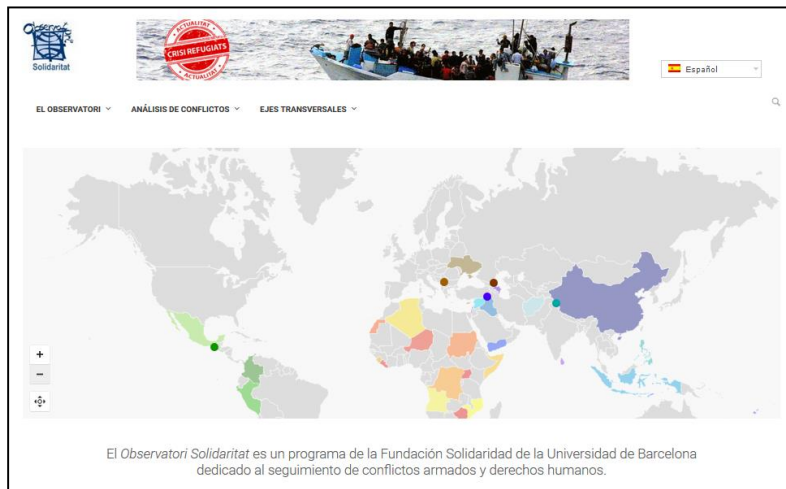 Observatori
Solidaritat
ACTUALITAT
CRISI REFUGIATS
ACTUALITAT
Español
EL OBSERVATORI
ANÁLISIS DE CONFLICTOS
EJES TRANSVERSALES
+
−
El Observatori Solidaritat es un programa de la Fundación Solidaridad de la Universidad de Barcelona
dedicado al seguimiento de conflictos armados y derechos humanos.